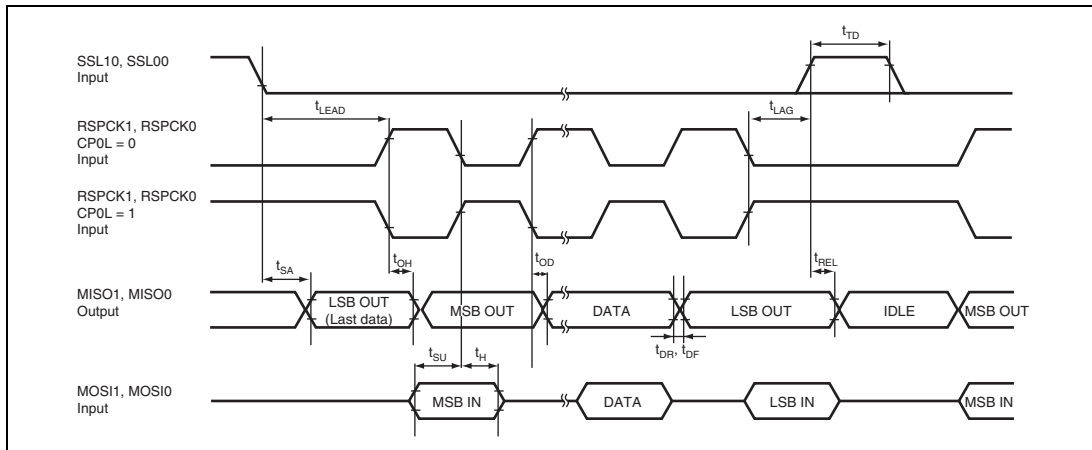 SSL10, SSL00
Input
tTD
tLEAD
tLAG
RSPCK1, RSPCK0
CP0L = 0
Input
RSPCK1, RSPCK0
CP0L = 1
Input
tSA
tOH
tOD
tREL
MISO1, MISO0
Output
LSB OUT
(Last data)
MSB OUT
DATA
LSB OUT
IDLE
MSB OUT
tSU
tH
tDR, tDF
MOSI1, MOSI0
Input
MSB IN
DATA
LSB IN
MSB IN